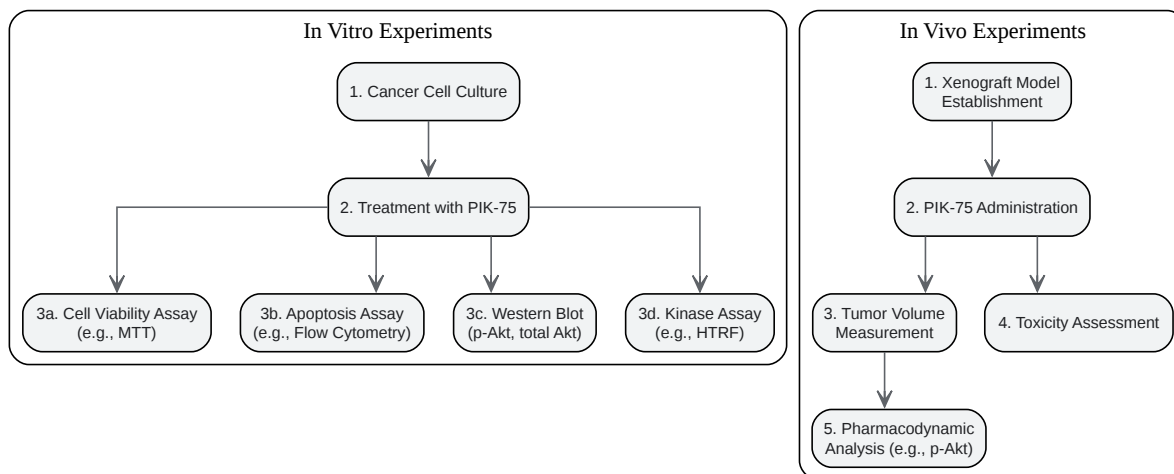 In Vitro Experiments
1. Cancer Cell Culture
2. Treatment with PIK-75
3a. Cell Viability Assay
(e.g., MTT)
3b. Apoptosis Assay
(e.g., Flow Cytometry)
3c. Western Blot
(p-Akt, total Akt)
3d. Kinase Assay
(e.g., HTRF)
In Vivo Experiments
1. Xenograft Model
Establishment
2. PIK-75 Administration
3. Tumor Volume
Measurement
4. Toxicity Assessment
5. Pharmacodynamic
Analysis (e.g., p-Akt)